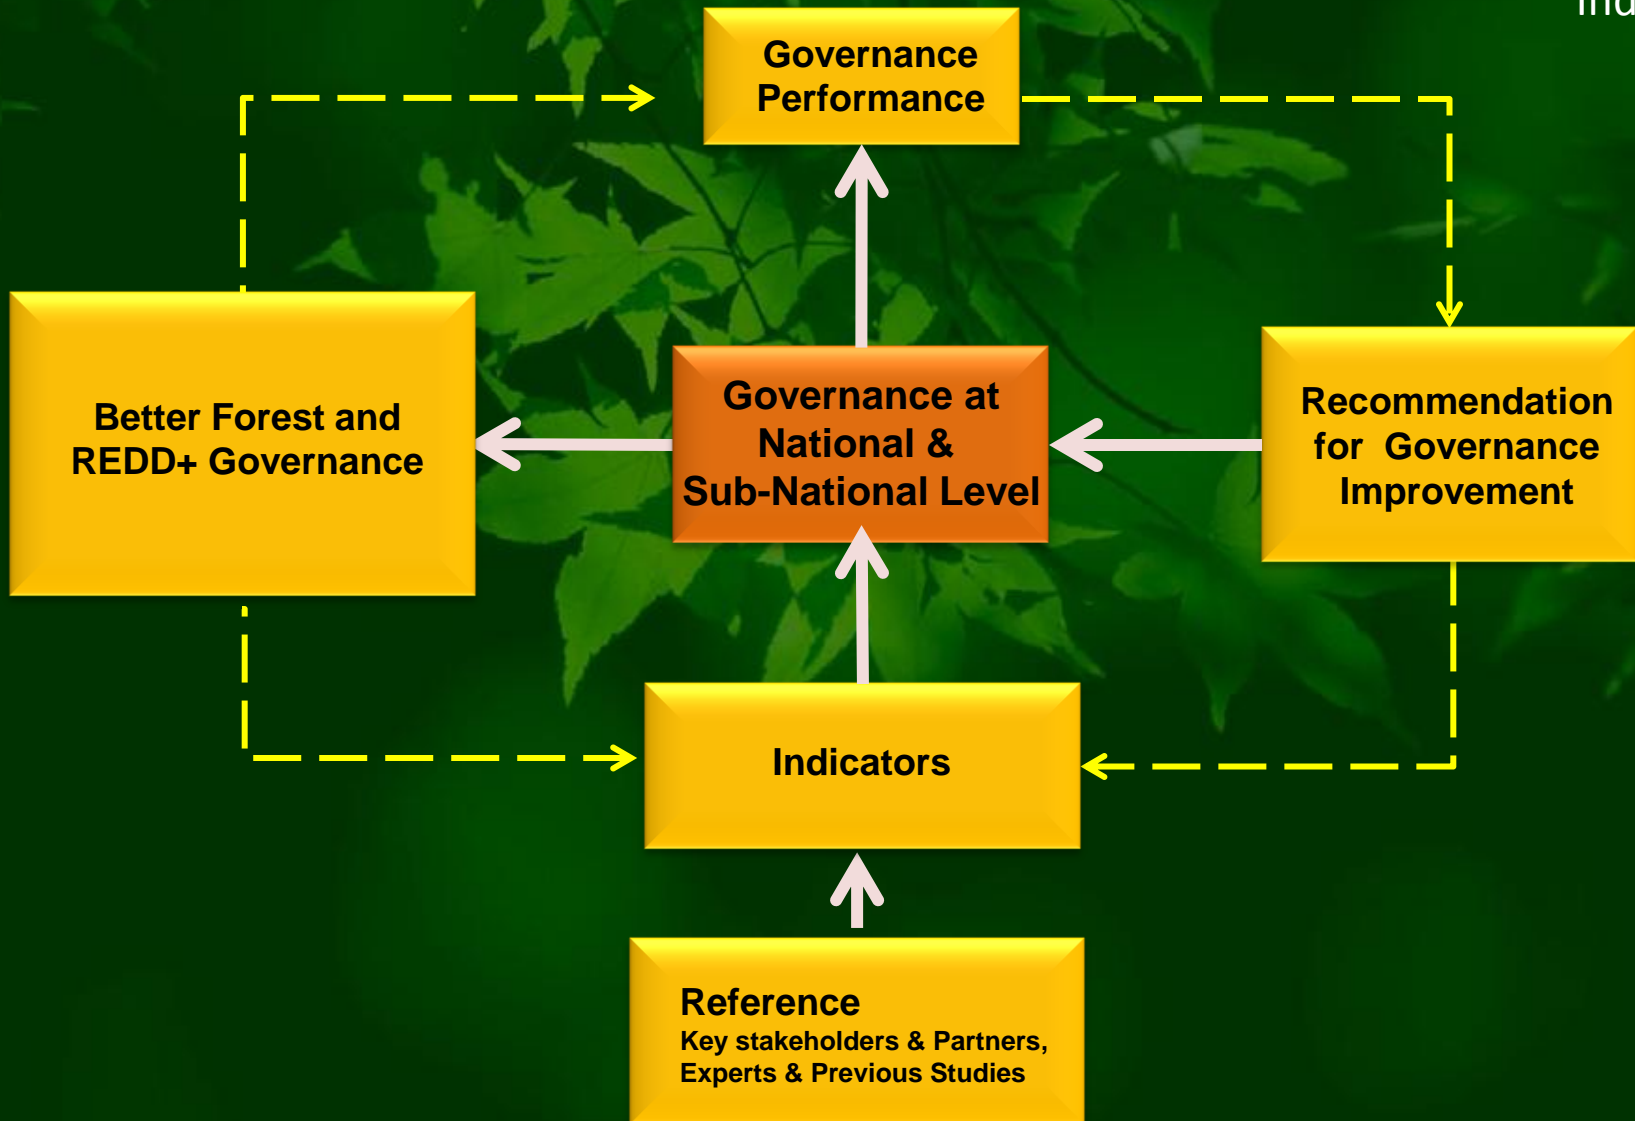 Governance
Performance
Better Forest and
REDD+ Governance
Governance at
National &
Sub-National Level
Recommendation
for Governance
Improvement
Indicators
Reference
Key stakeholders & Partners,
Experts & Previous Studies